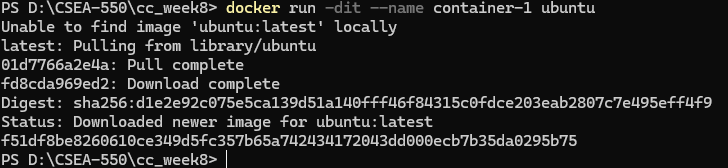 PS D:\CSEA-550\cc_week8> docker run -dit --name container-1 ubuntu
Unable to find image 'ubuntu:latest' locally
latest: Pulling from library/ubuntu
01d7766a2e4a: Pull complete
fd8cda969ed2: Download complete
Digest: sha256:d1e2e92c075e5ca139d51a140fff46f84315c0fdce203eab2807c7e495eff4f9
Status: Downloaded newer image for ubuntu:latest
f51df8be8260610ce349d5fc357b65a742434172043dd000ecb7b35da0295b75
PS D:\CSEA-550\cc_week8>